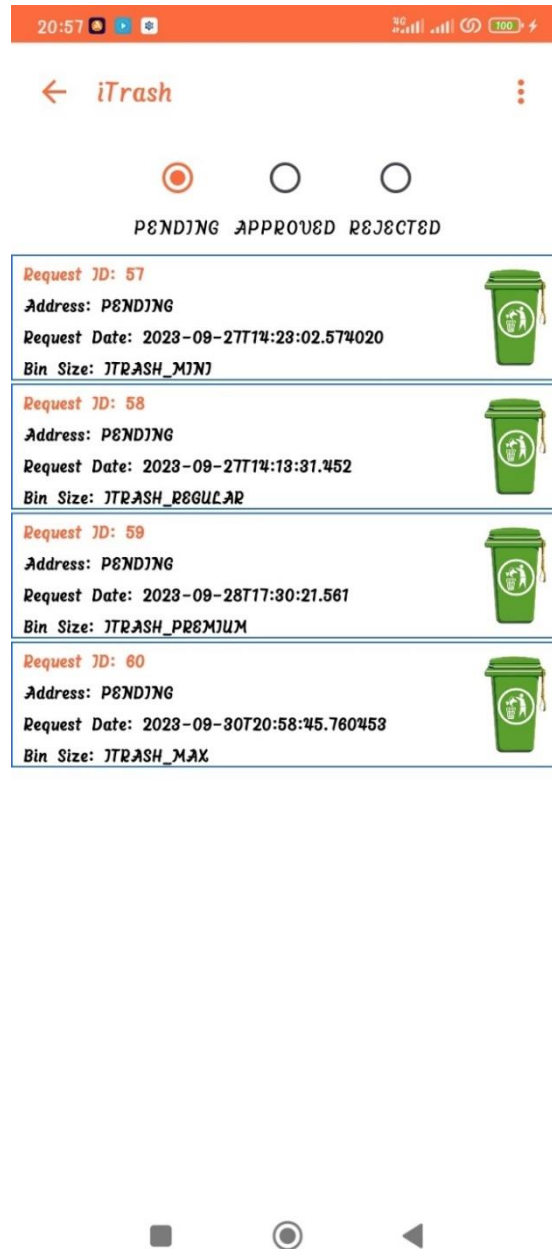 20:57
4G
100
iTrash
PENDING APPROVED REJECTED
Request ID: 57
Address: PENDING
Request Date: 2023-09-27T14:23:02.574020
Bin Size: ITRASH_MINI
Request ID: 58
Address: PENDING
Request Date: 2023-09-27T14:13:31.452
Bin Size: ITRASH_REGULAR
Request ID: 59
Address: PENDING
Request Date: 2023-09-28T17:30:21.561
Bin Size: ITRASH_PREMIUM
Request ID: 60
Address: PENDING
Request Date: 2023-09-30T20:58:45.760453
Bin Size: ITRASH_MAX